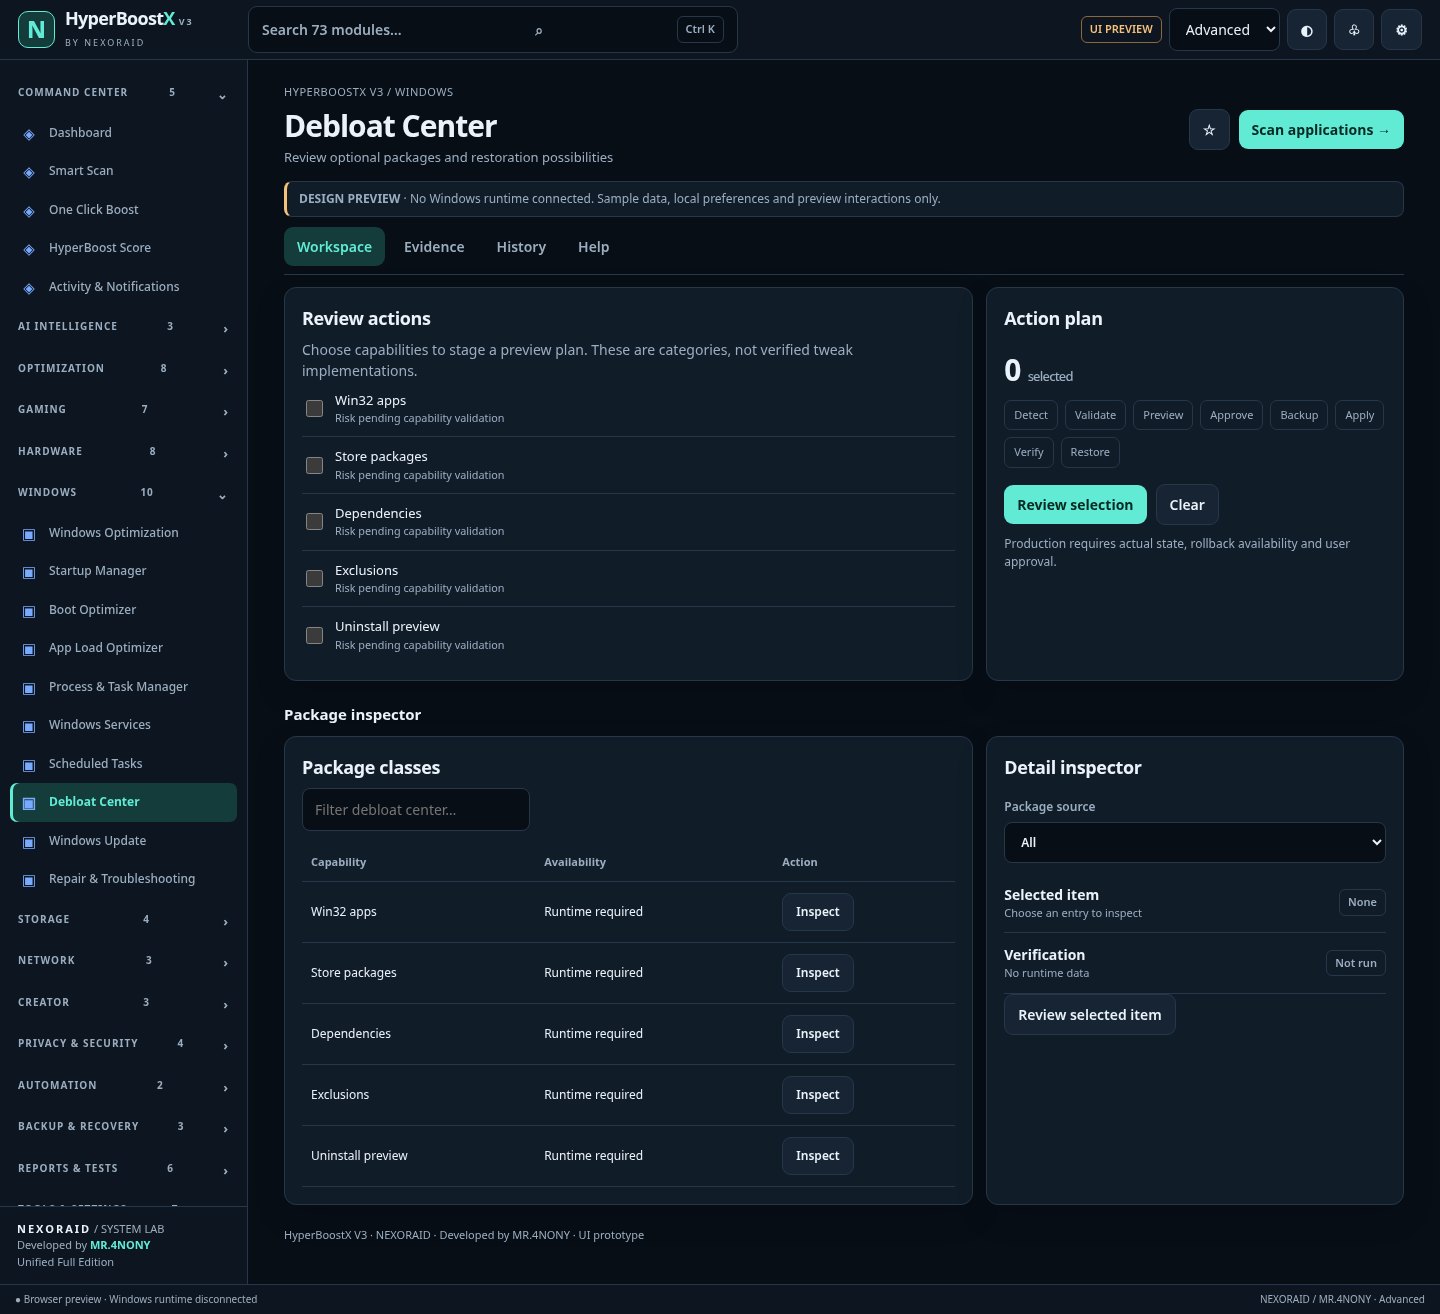 N
HyperBoostX V3
BY NEXORAID
Search 73 modules...
Ctrl K
UI PREVIEW
Advanced
COMMAND CENTER 5
Dashboard
Smart Scan
One Click Boost
HyperBoost Score
Activity & Notifications
AI INTELLIGENCE 3
OPTIMIZATION 8
GAMING 7
HARDWARE 8
WINDOWS 10
Windows Optimization
Startup Manager
Boot Optimizer
App Load Optimizer
Process & Task Manager
Windows Services
Scheduled Tasks
Debloat Center
Windows Update
Repair & Troubleshooting
STORAGE 4
NETWORK 3
CREATOR 3
PRIVACY & SECURITY 4
AUTOMATION 2
BACKUP & RECOVERY 3
REPORTS & TESTS 6
NEXORAID / SYSTEM LAB
Developed by MR.4NONY
Unified Full Edition
HYPERBOOSTX V3 / WINDOWS
Debloat Center
Review optional packages and restoration possibilities
Scan applications →
DESIGN PREVIEW · No Windows runtime connected. Sample data, local preferences and preview interactions only.
Workspace
Evidence
History
Help
Review actions
Choose capabilities to stage a preview plan. These are categories, not verified tweak
implementations.
Win32 apps
Risk pending capability validation
Store packages
Risk pending capability validation
Dependencies
Risk pending capability validation
Exclusions
Risk pending capability validation
Uninstall preview
Risk pending capability validation
Action plan
0 selected
Detect
Validate
Preview
Approve
Backup
Apply
Verify
Restore
Review selection
Clear
Production requires actual state, rollback availability and user
approval.
Package inspector
Package classes
Filter debloat center...
Capability Availability Action
Win32 apps Runtime required Inspect
Store packages Runtime required Inspect
Dependencies Runtime required Inspect
Exclusions Runtime required Inspect
Uninstall preview Runtime required Inspect
Detail inspector
Package source
All
Selected item
Choose an entry to inspect
None
Verification
No runtime data
Not run
Review selected item
HyperBoostX V3 · NEXORAID · Developed by MR.4NONY · UI prototype
● Browser preview · Windows runtime disconnected
NEXORAID / MR.4NONY · Advanced